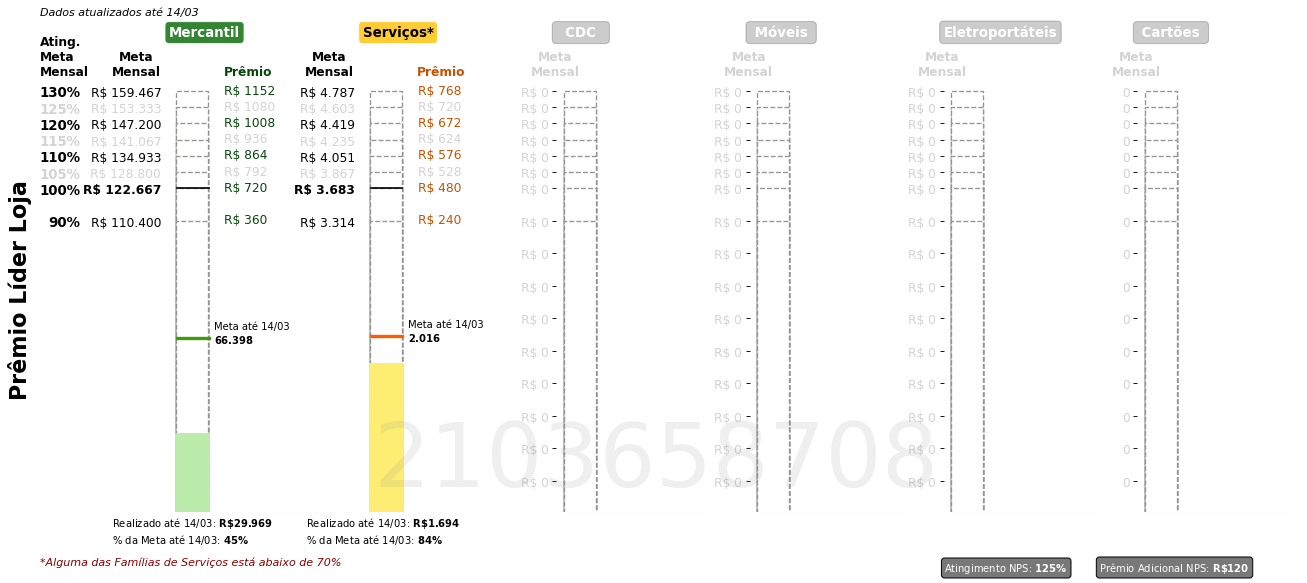 Dados atualizados até 14/03
Mercantil Serviços* CDC Móveis Eletroportáteis Cartões
Ating.
Meta Meta Meta Meta Meta Meta Meta
Mensal Mensal Prêmio Mensal Prêmio Mensal Mensal Mensal Mensal
130% R$ 159.467 R$ 1152 R$ 4.787 R$ 768 R$ 0 R$ 0 R$ 0 0
125% R$ 153.333 R$ 1080 R$ 4.603 R$ 720 R$ 0 R$ 0 R$ 0 0
120% R$ 147.200 R$ 1008 R$ 4.419 R$ 672 R$ 0 R$ 0 R$ 0 0
115% R$ 141.067 R$ 936 R$ 4.235 R$ 624 R$ 0 R$ 0 R$ 0 0
110% R$ 134.933 R$ 864 R$ 4.051 R$ 576 R$ 0 R$ 0 R$ 0 0
105% R$ 128.800 R$ 792 R$ 3.867 R$ 528 R$ 0 R$ 0 R$ 0 0
100% R$ 122.667 R$ 720 R$ 3.683 R$ 480 R$ 0 R$ 0 R$ 0 0
90% R$ 110.400 R$ 360 R$ 3.314 R$ 240 R$ 0 R$ 0 R$ 0 0
R$ 0 R$ 0 R$ 0 0
R$ 0 R$ 0 R$ 0 0
Prêmio Líder Loja
Meta até 14/03 Meta até 14/03 R$ 0 R$ 0 R$ 0 0
66.398 2.016
R$ 0 R$ 0 R$ 0 0
R$ 0 R$ 0 R$ 0 0
R$ 0 R$ 0 R$ 0 0
R$ 0 R$ 0 R$ 0 0
2103658708
R$ 0 R$ 0 R$ 0 0
Realizado até 14/03: R$29.969 Realizado até 14/03: R$1.694
% da Meta até 14/03: 45% % da Meta até 14/03: 84%
*Alguma das Famílias de Serviços está abaixo de 70% Atingimento NPS: 125% Prêmio Adicional NPS: R$120